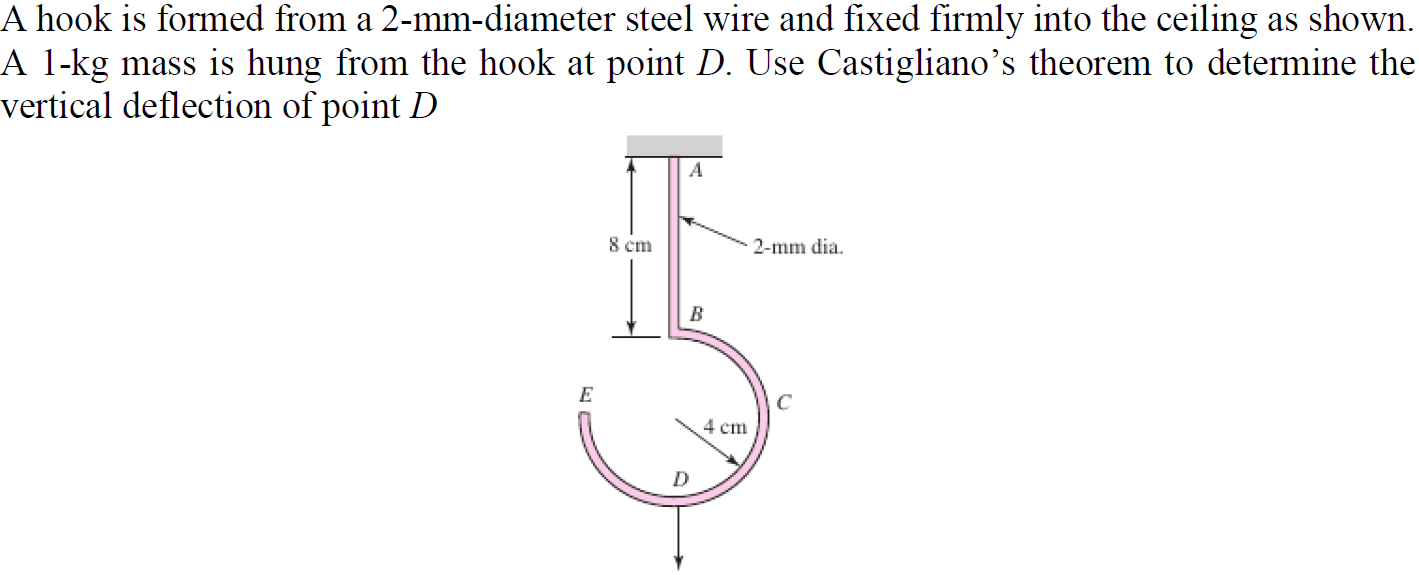 A hook is formed from a 2-mm-diameter steel wire and fixed firmly into the ceiling as shown.
A 1-kg mass is hung from the hook at point D. Use Castigliano’s theorem to determine the
vertical deflection of point D
A
8 cm
2-mm dia.
B
E
C
4 cm
D